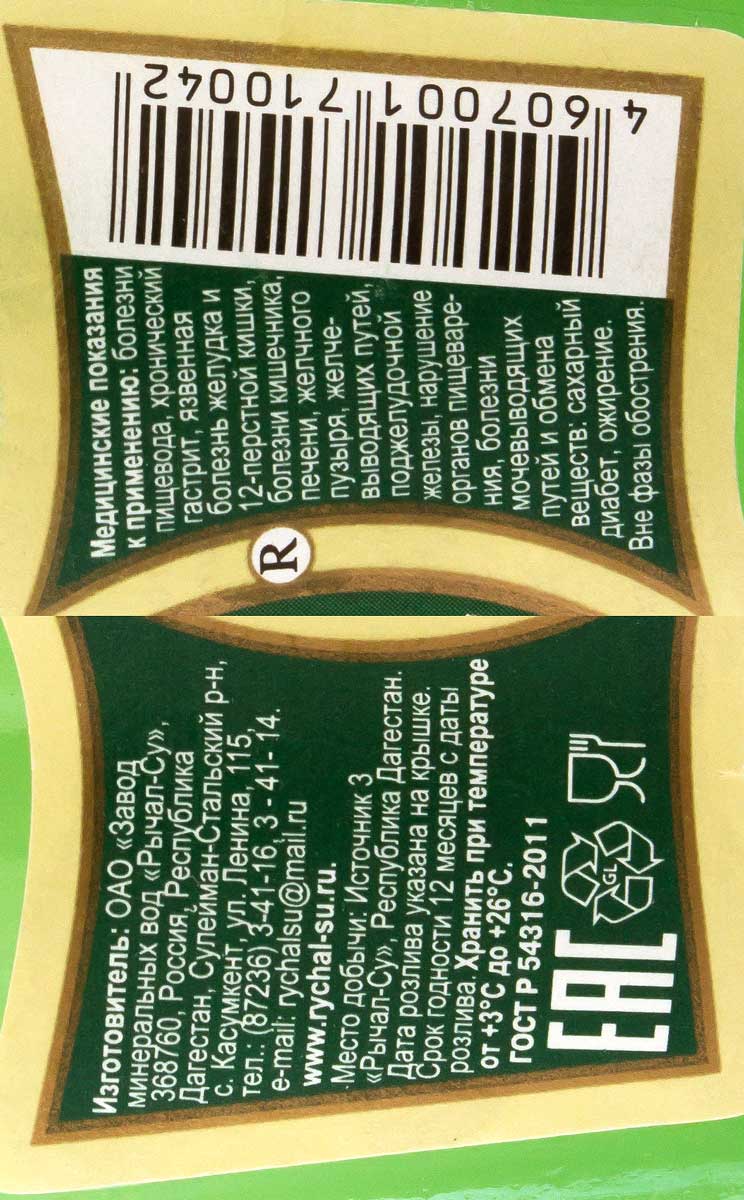 4 607001 710042
Медицинские показания
к применению: болезни
пищевода, хронический
гастрит, язвенная
болезнь желудка и
12-перстной кишки,
болезни кишечника,
печени, желчного
пузыря, желче-
выводящих путей,
поджелудочной
железы, нарушение
органов пищеваре-
ния, болезни
мочевыводящих
путей и обмена
веществ: сахарный
диабет, ожирение.
Вне фазы обострения.
R
Изготовитель: ОАО «Завод
минеральных вод «Рычал-Су»,
368760, Россия, Республика
Дагестан, Сулейман-Стальский р-н,
с. Касумкент, ул. Ленина, 115,
тел.: (87236) 3-41-16, 3 - 41- 14.
e-mail: rychalsu@mail.ru
www.rychal-su.ru.
Место добычи: Источник 3
«Рычал-Су», Республика Дагестан.
Дата розлива указана на крышке.
Срок годности 12 месяцев с даты
розлива. Хранить при температуре
от +3°С до +26°С.
ГОСТ Р 54316-2011
EAC
GL